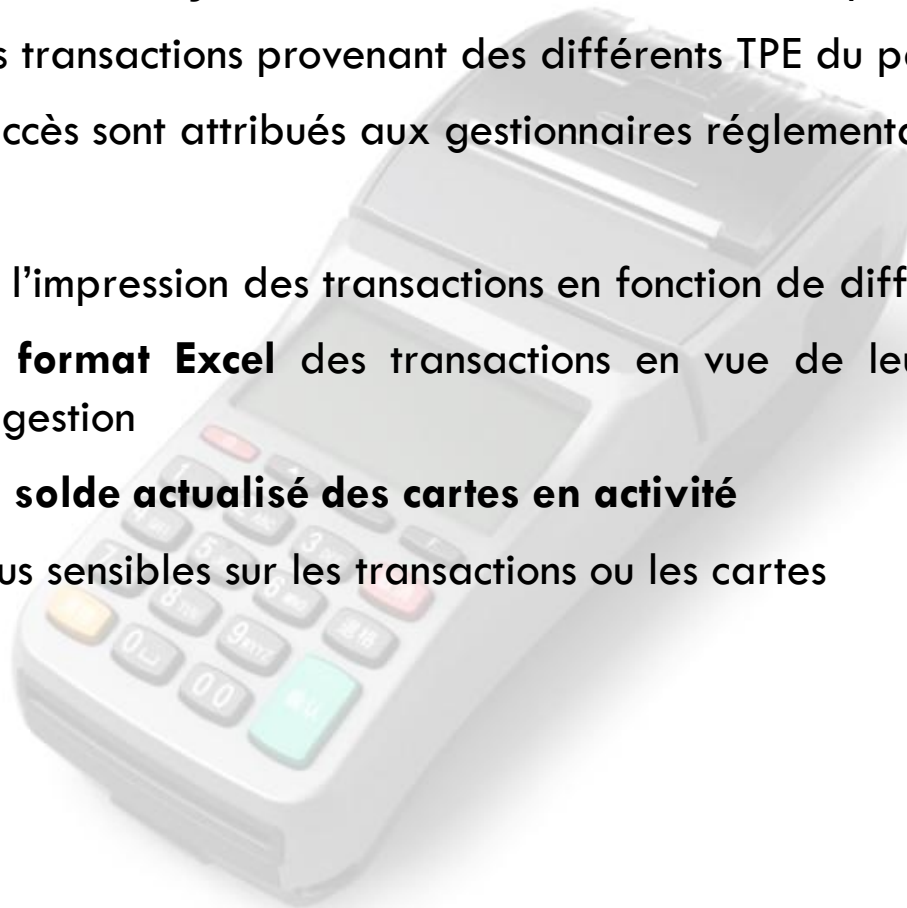 s transactions provenant des différents TPE du p
ccès sont attribués aux gestionnaires réglement
l’impression des transactions en fonction de diff
format Excel des transactions en vue de leu
gestion
solde actualisé des cartes en activité
us sensibles sur les transactions ou les cartes